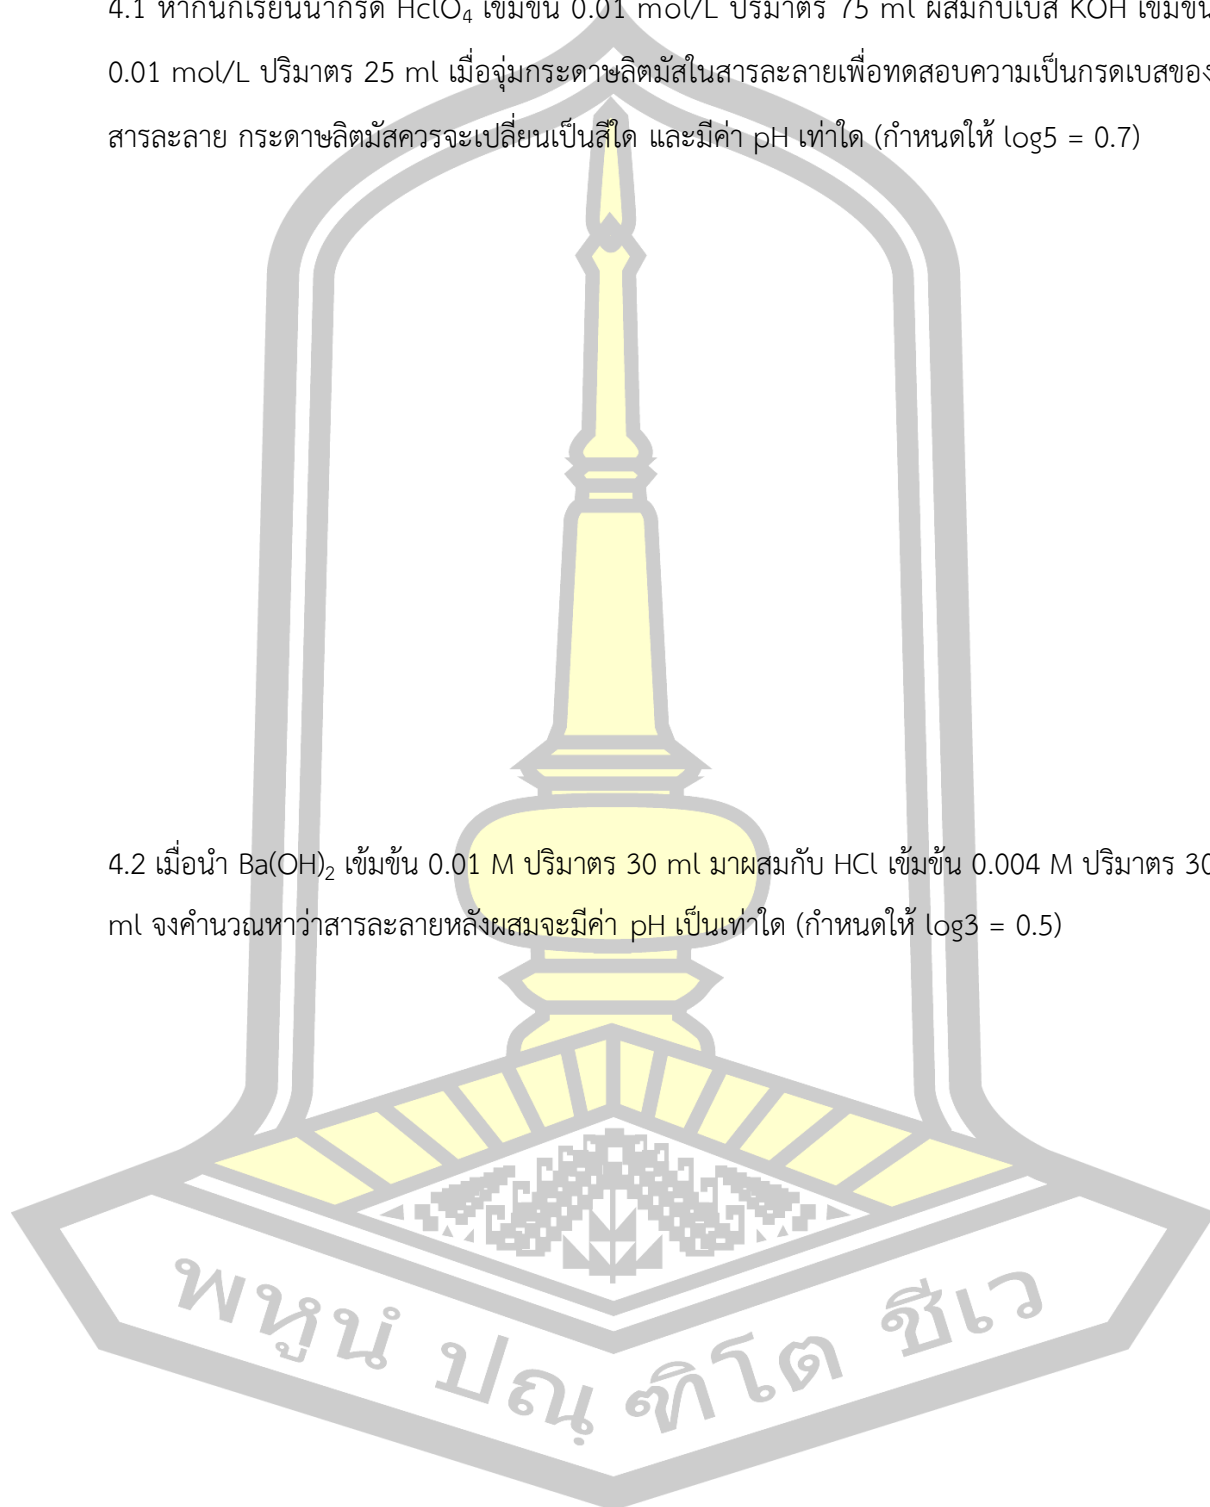 4.1 หากนักเรียนนำกรด HclO₄ เข้มข้น 0.01 mol/L ปริมาตร 75 ml ผสมกับเบส KOH เข้มข้น
0.01 mol/L ปริมาตร 25 ml เมื่อจุ่มกระดาษลิตมัสในสารละลายเพื่อทดสอบความเป็นกรดเบสของ
สารละลาย กระดาษลิตมัสควรจะเปลี่ยนเป็นสีใด และมีค่า pH เท่าใด (กำหนดให้ log5 = 0.7)
4.2 เมื่อนำ Ba(OH)₂ เข้มข้น 0.01 M ปริมาตร 30 ml มาผสมกับ HCl เข้มข้น 0.004 M ปริมาตร 30
ml จงคำนวณหาว่าสารละลายหลังผสมจะมีค่า pH เป็นเท่าใด (กำหนดให้ log3 = 0.5)
พหูนํ ปณฺฑิโต ชีเว